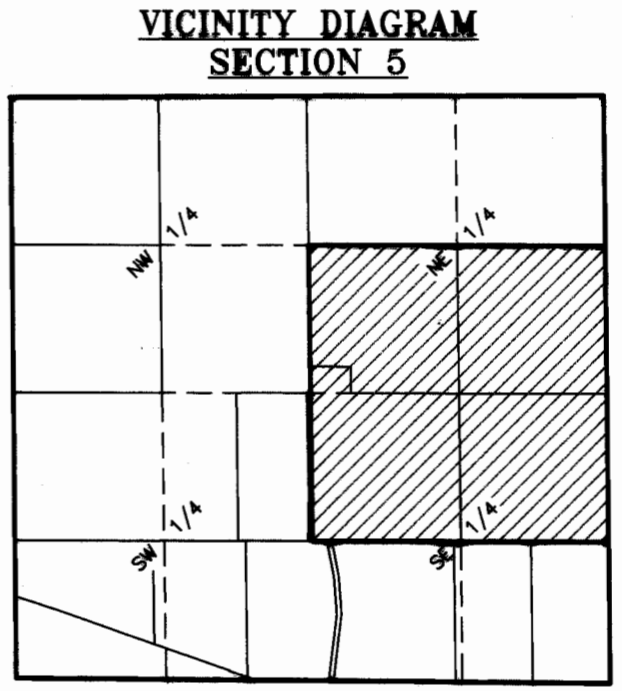 VICINITY DIAGRAM
SECTION 5
NW 1/4
NE 1/4
SW 1/4
SE 1/4